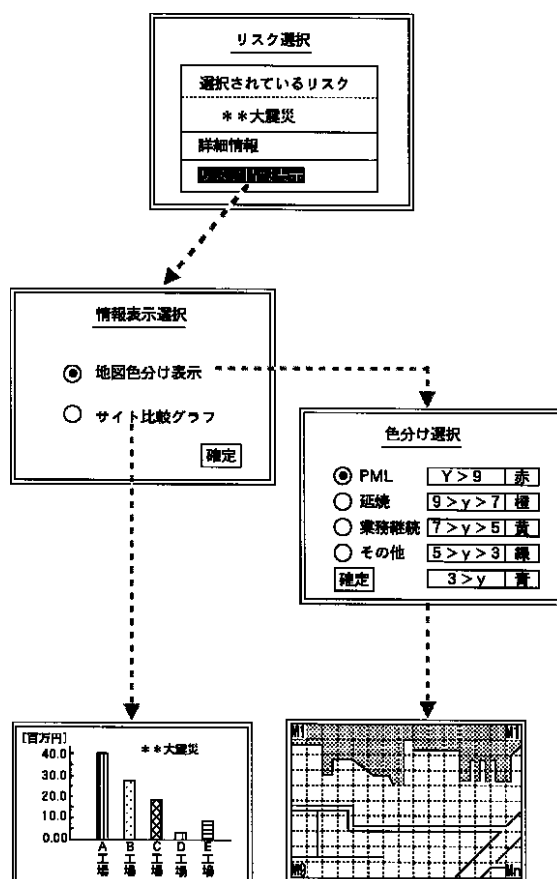 リスク選択
選択されているリスク
**大震災
詳細情報
情報表示選択
地図色分け表示
サイト比較グラフ
確定
色分け選択
PML Y>9 赤
延焼 9>y>7 橙
業務継続 7>y>5 黄
その他 5>y>3 緑
確定 3>y 青
[百万円]
**大震災
40.0
30.0
20.0
10.0
0.00
A工場 B工場 C工場 D工場 E工場
M1 M1
M9 Mn